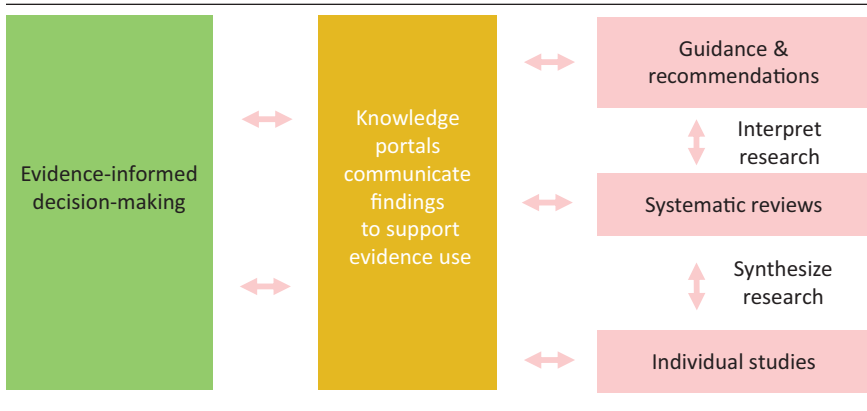 Evidence-informed
decision-making
Knowledge
portals
communicate
findings
to support
evidence use
Guidance &
recommendations
Interpret
research
Systematic reviews
Synthesize
research
Individual studies